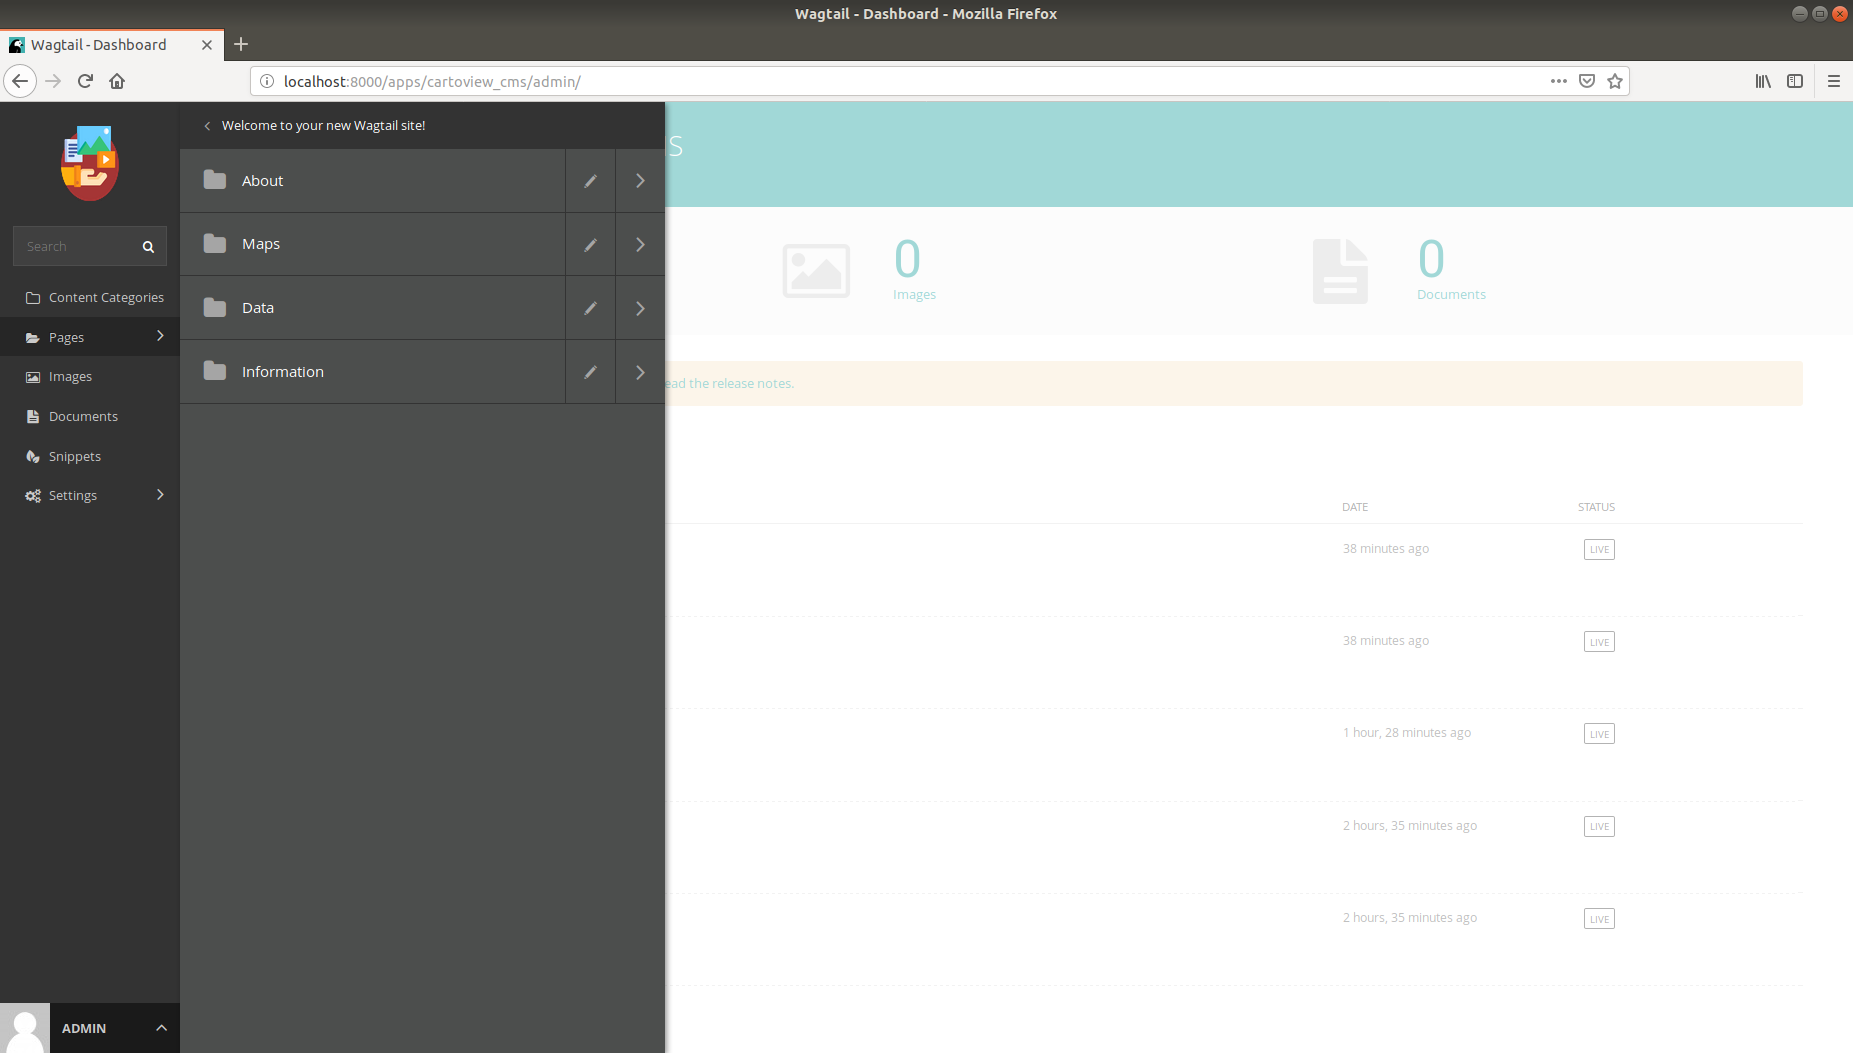 Wagtail - Dashboard - Mozilla Firefox
Wagtail - Dashboard
localhost:8000/apps/cartoview_cms/admin/
Welcome to your new Wagtail site!
About
Maps
Data
Information
Search
Content Categories
Pages
Images
Documents
Snippets
Settings
ADMIN
S
0
Images
0
Documents
ead the release notes.
DATE STATUS
38 minutes ago LIVE
38 minutes ago LIVE
1 hour, 28 minutes ago LIVE
2 hours, 35 minutes ago LIVE
2 hours, 35 minutes ago LIVE